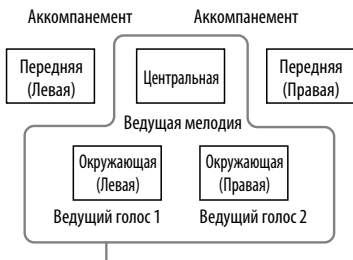 Аккомпанемент Аккомпанемент
Передняя
(Левая)
Центральная
Передняя
(Правая)
Ведущая мелодия
Окружающая
(Левая)
Окружающая
(Правая)
Ведущий голос 1 Ведущий голос 2